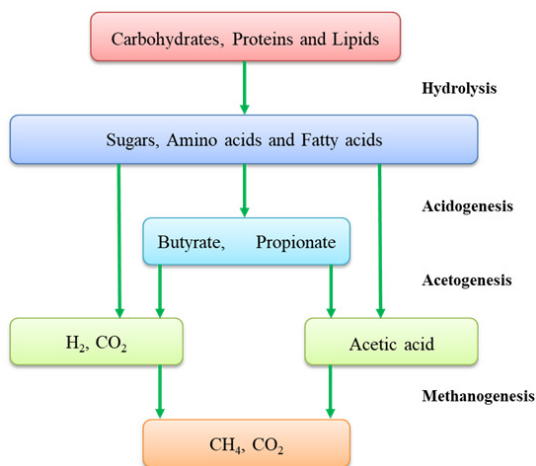 Carbohydrates, Proteins and Lipids
Hydrolysis
Sugars, Amino acids and Fatty acids
Acidogenesis
Butyrate, Propionate
Acetogenesis
H₂, CO₂
Acetic acid
Methanogenesis
CH₄, CO₂